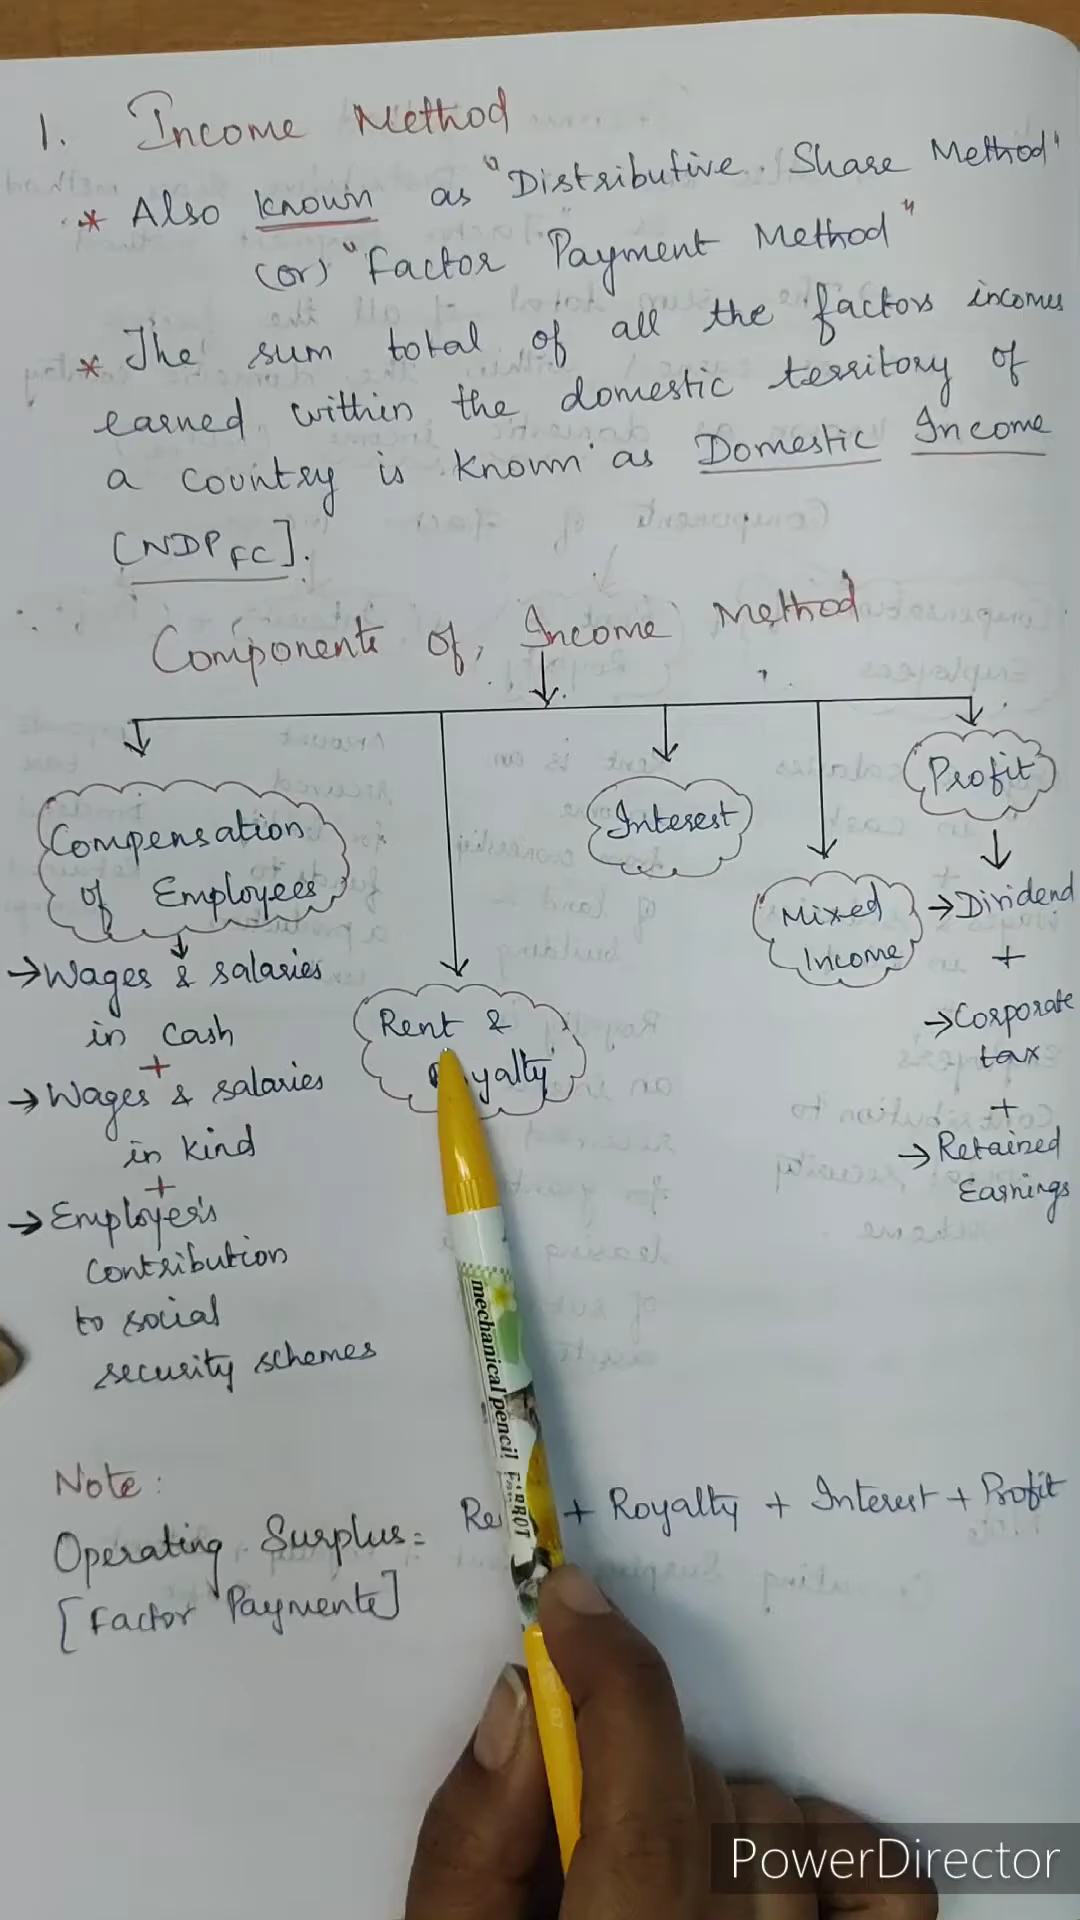 1. Income Method
* Also known as "Distributive Share Method"
(or) "Factor Payment Method"
* The sum total of all the factors incomes
earned within the domestic territory of
a country is known as Domestic Income
[NDP FC].
Components of Income Method
Compensation
of Employees
→ Wages & salaries
in cash
+
→ Wages & salaries
in kind
+
→ Employer's
contribution
to social
security schemes
Rent &
Interest
Mixed
Income
Profit
→ Dividend
+
→ Corporate
tax
+
→ Retained
Earnings
Note:
Operating Surplus = + Royalty + Interest + Profit
[Factor Payments]
mechanical pencil
PARROT
PowerDirector